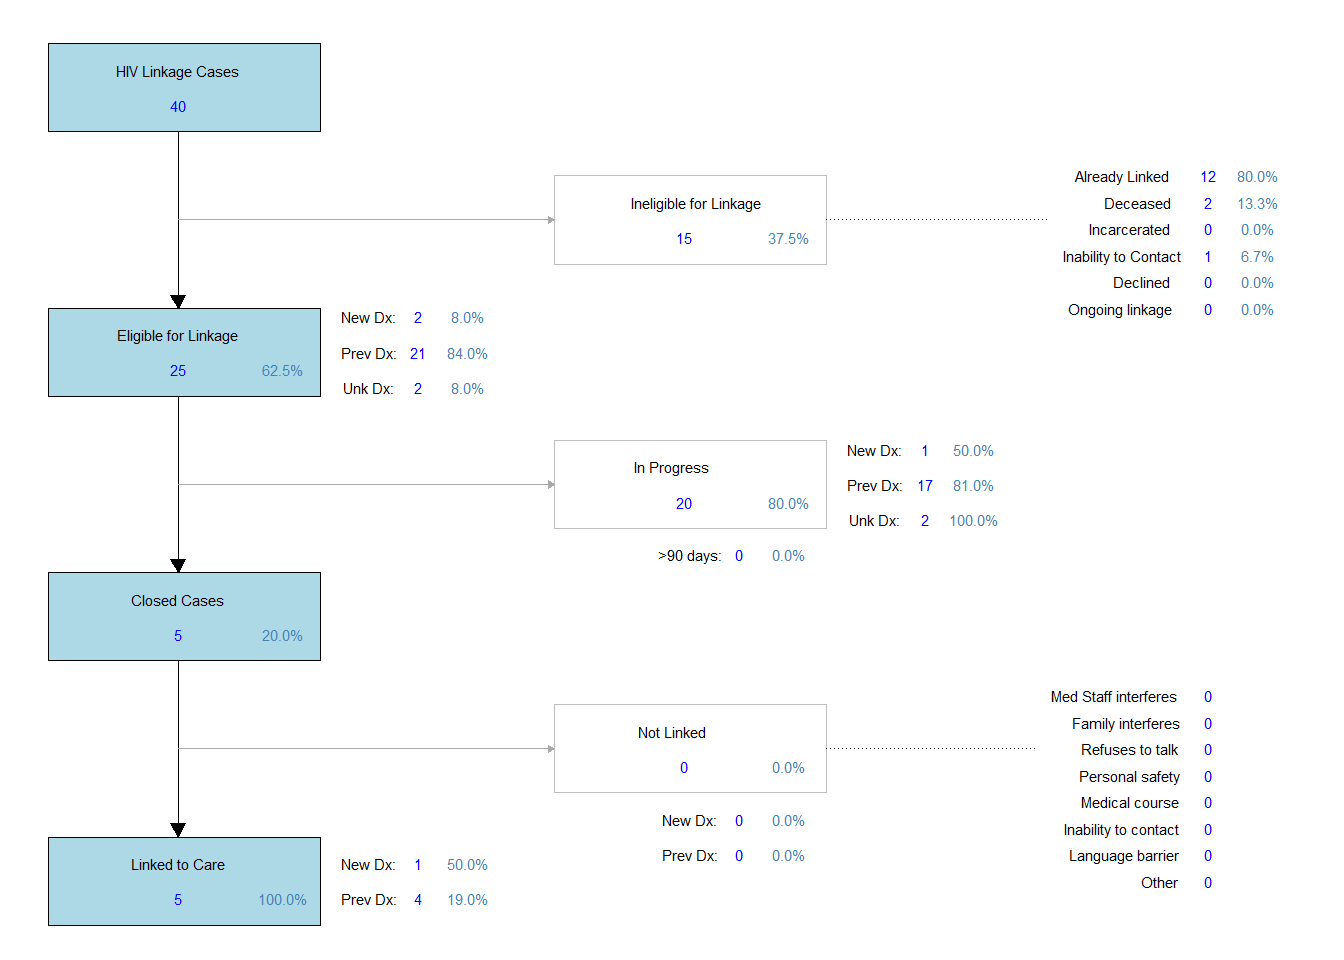 HIV Linkage Cases
40
Ineligible for Linkage
15 37.5%
Already Linked 12 80.0%
Deceased 2 13.3%
Incarcerated 0 0.0%
Inability to Contact 1 6.7%
Declined 0 0.0%
Ongoing linkage 0 0.0%
Eligible for Linkage
25 62.5%
New Dx: 2 8.0%
Prev Dx: 21 84.0%
Unk Dx: 2 8.0%
In Progress
20 80.0%
New Dx: 1 50.0%
Prev Dx: 17 81.0%
Unk Dx: 2 100.0%
>90 days: 0 0.0%
Closed Cases
5 20.0%
Not Linked
0 0.0%
New Dx: 0 0.0%
Prev Dx: 0 0.0%
Med Staff interferes 0
Family interferes 0
Refuses to talk 0
Personal safety 0
Medical course 0
Inability to contact 0
Language barrier 0
Other 0
Linked to Care
5 100.0%
New Dx: 1 50.0%
Prev Dx: 4 19.0%